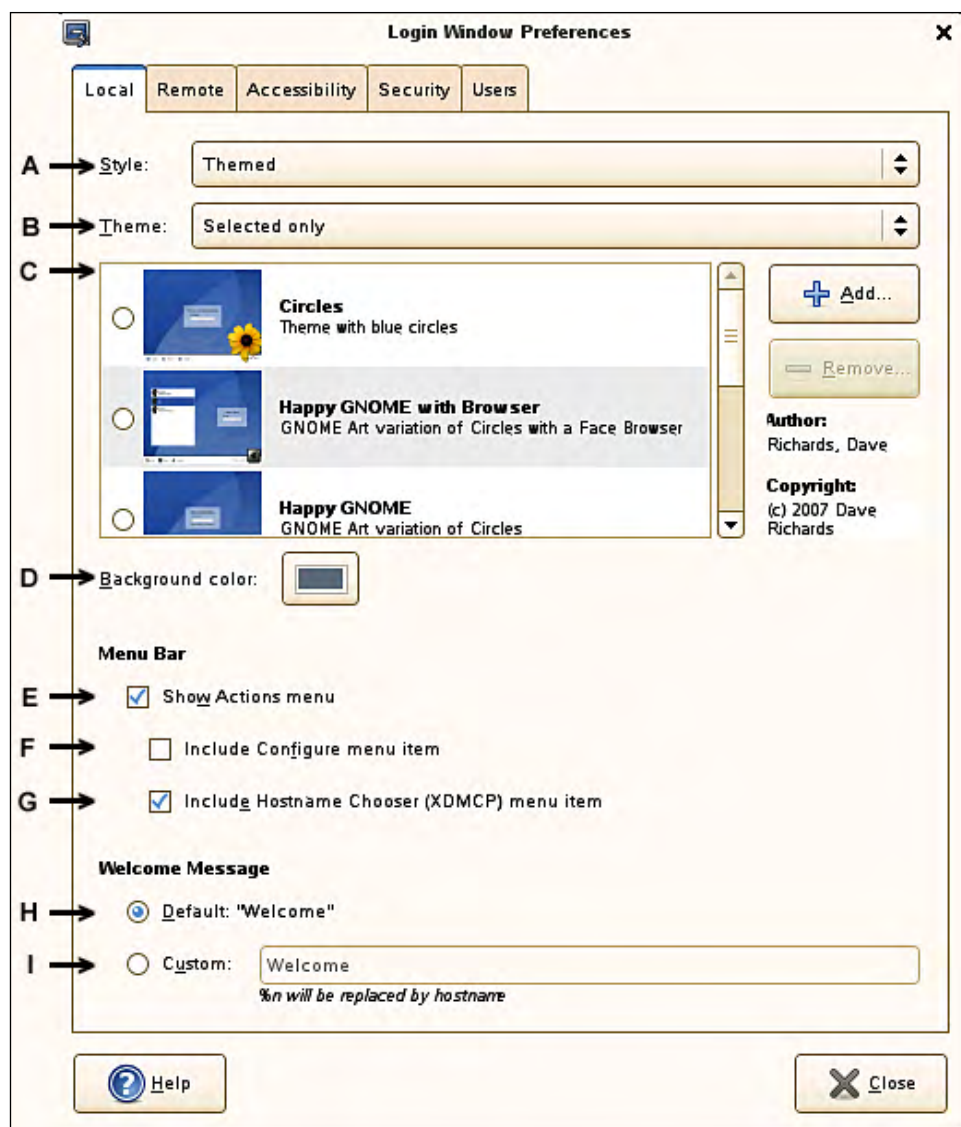 Login Window Preferences
Local Remote Accessibility Security Users
A Style: Themed
B Theme: Selected only
C
Circles
Theme with blue circles
Add...
Happy GNOME with Browser
GNOME Art variation of Circles with a Face Browser
Remove...
Author:
Richards, Dave
Happy GNOME
GNOME Art variation of Circles
Copyright:
(c) 2007 Dave
Richards
D Background color:
Menu Bar
E Show Actions menu
F Include Configure menu item
G Include Hostname Chooser (XDMCP) menu item
Welcome Message
H Default: "Welcome"
I Custom: Welcome
%n will be replaced by hostname
Help Close